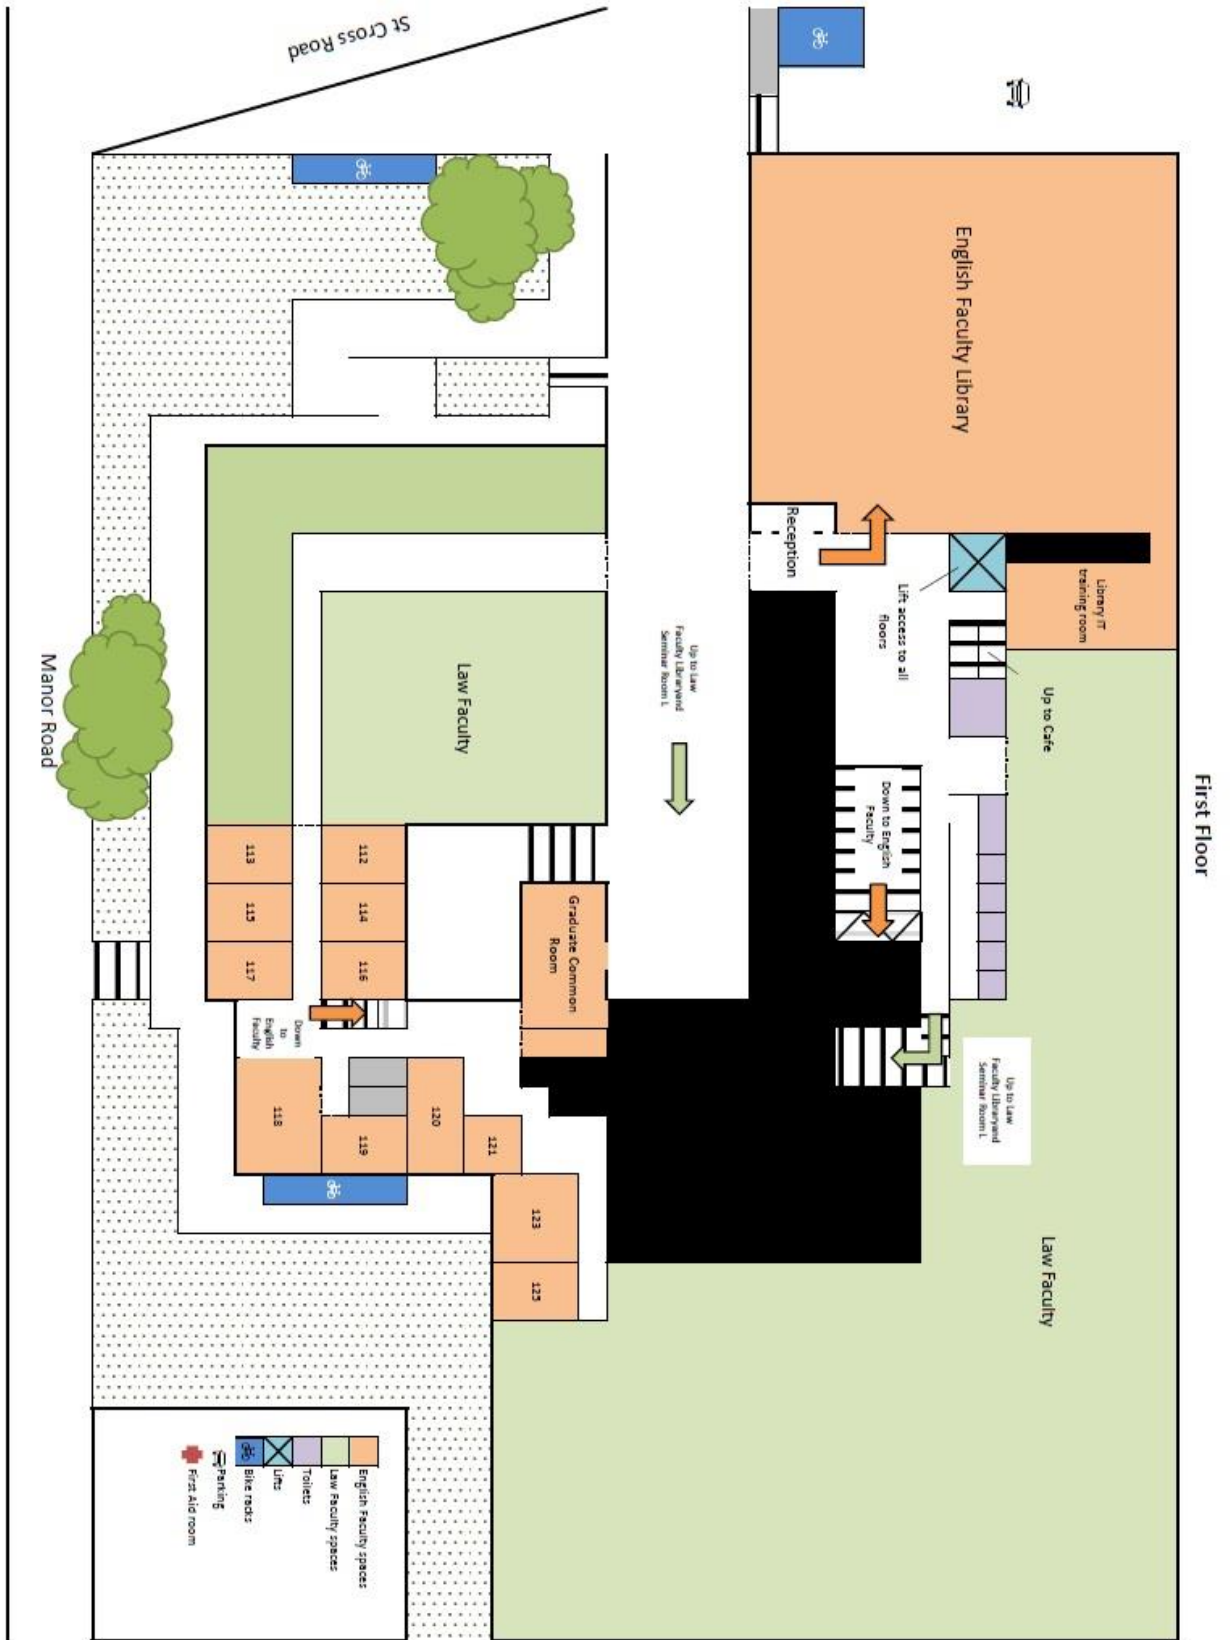 First Floor
St Cross Road
English Faculty Library
Library IT
training room
Reception
Lift access to all
floors
Up to Cafe
Down to English
Faculty
Up to Law
Faculty Libraryand
Seminar Room L
Law Faculty
Up to Law
Faculty Libraryand
Seminar Room L
Law Faculty
Graduate Common
Room
112
114
116
113
115
117
Down
to
English
Faculty
118
119
120
121
123
125
Manor Road
English Faculty spaces
Law Faculty spaces
Toilets
Lifts
Bike racks
Parking
First Aid room